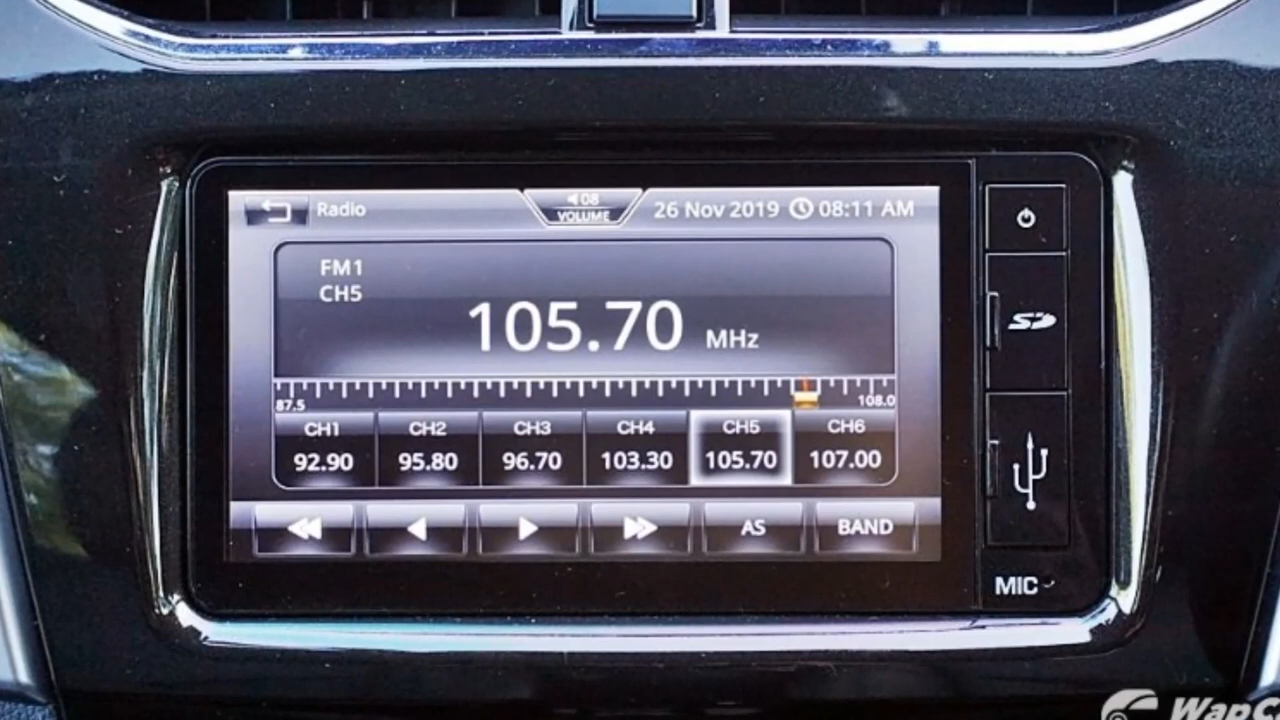 Radio
08
VOLUME
26 Nov 2019 08:11 AM
FM1
CH5
105.70 MHz
87.5
108.0
CH1 CH2 CH3 CH4 CH5 CH6
92.90 95.80 96.70 103.30 105.70 107.00
AS BAND
SD
MIC